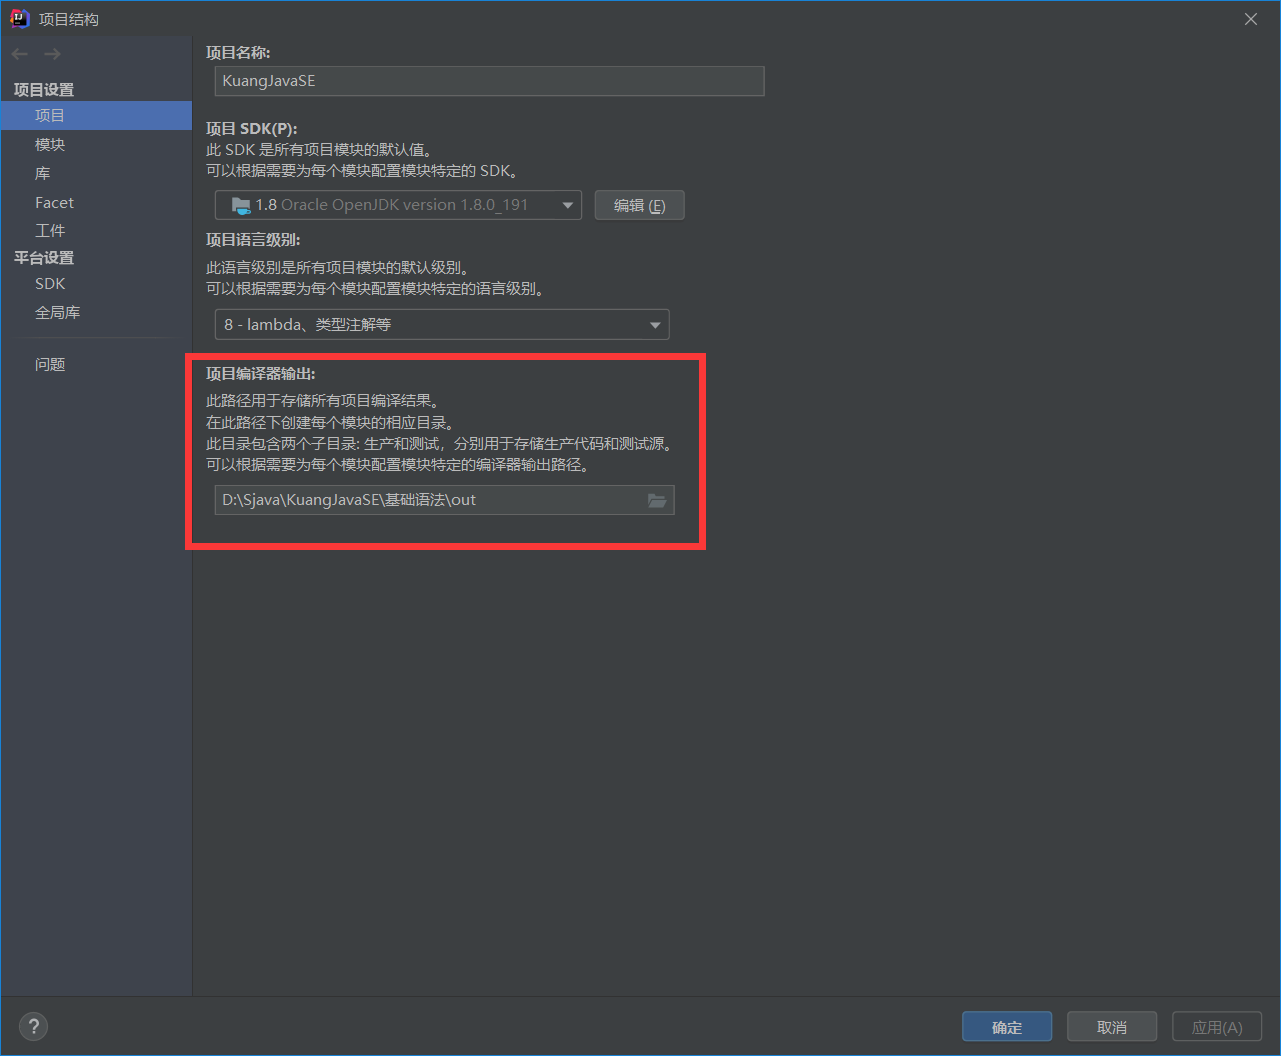 项目结构
项目设置
项目
模块
库
Facet
工件
平台设置
SDK
全局库
问题
项目名称:
KuangJavaSE
项目 SDK(P):
此 SDK 是所有项目模块的默认值。
可以根据需要为每个模块配置模块特定的 SDK。
1.8 Oracle OpenJDK version 1.8.0_191
编辑 (E)
项目语言级别:
此语言级别是所有项目模块的默认级别。
可以根据需要为每个模块配置模块特定的语言级别。
8 - lambda、类型注解等
项目编译器输出:
此路径用于存储所有项目编译结果。
在此路径下创建每个模块的相应目录。
此目录包含两个子目录: 生产和测试，分别用于存储生产代码和测试源。
可以根据需要为每个模块配置模块特定的编译器输出路径。
D:\Sjava\KuangJavaSE\基础语法\out
?
确定
取消
应用(A)